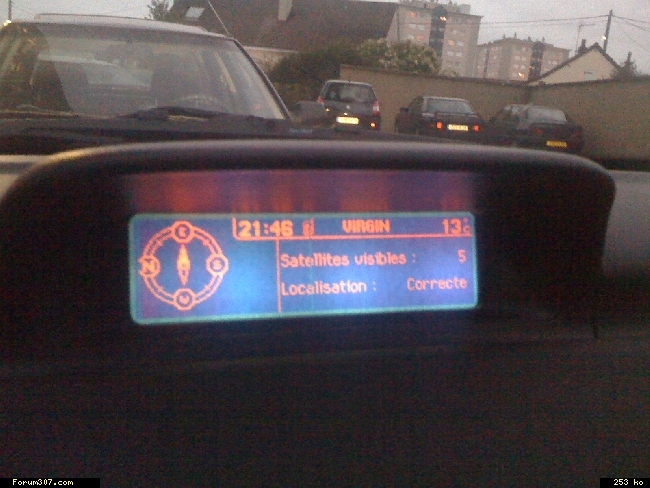 21:46 VIRGIN 13°C
E
N S
W
Satellites visibles : 5
Localisation : Correcte
Forum307.com 253 ko